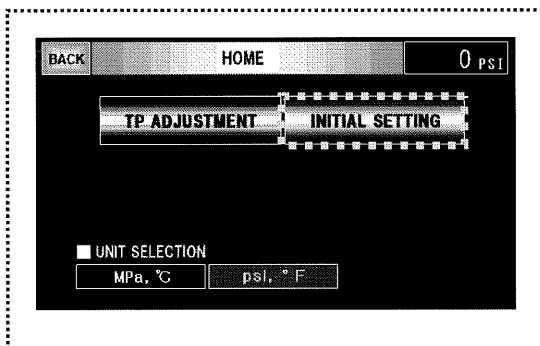 BACK HOME 0 PSI
TP ADJUSTMENT INITIAL SETTING
UNIT SELECTION
MPa, ℃ psi, °F